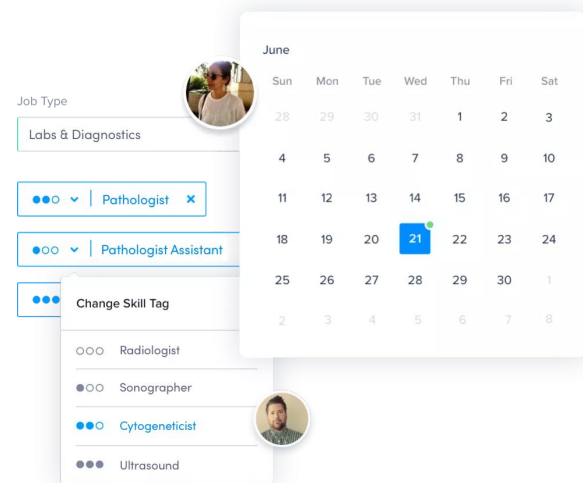 June
Sun Mon Tue Wed Thu Fri Sat
28 29 30 31 1 2 3
4 5 6 7 8 9 10
11 12 13 14 15 16 17
18 19 20 21 22 23 24
25 26 27 28 29 30 1
2 3 4 5 6 7 8
Job Type
Labs & Diagnostics
Pathologist ×
Pathologist Assistant
Change Skill Tag
Radiologist
Sonographer
Cytogeneticist
Ultrasound